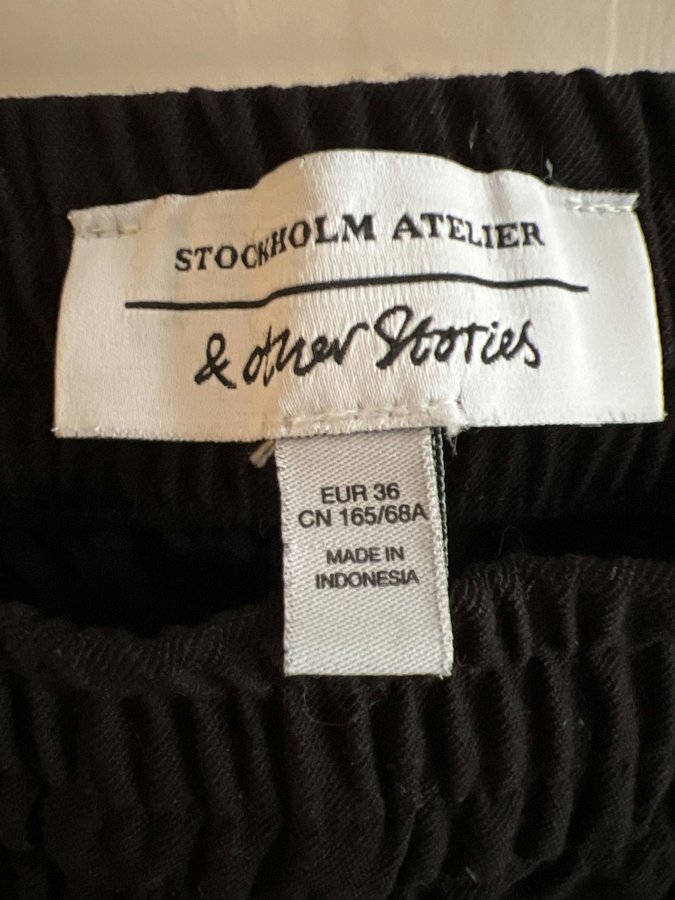 STOCKHOLM ATELIER
& other Stories
EUR 36
CN 165/68A
MADE IN
INDONESIA